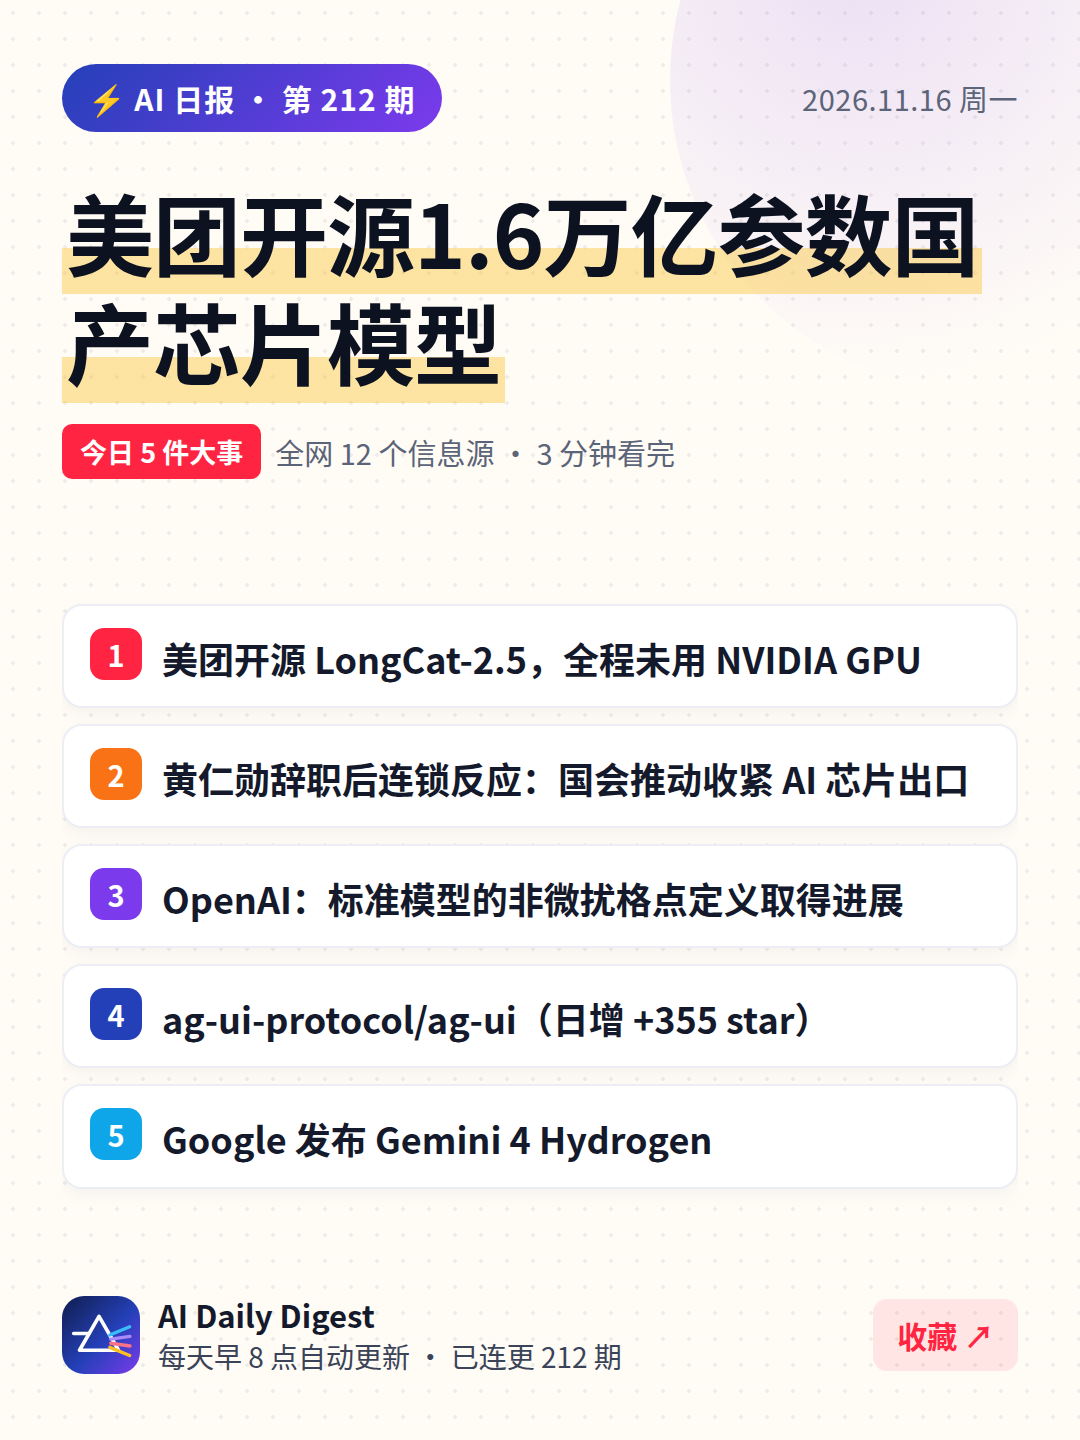 ⚡ AI 日报 · 第 212 期
2026.11.16 周一
美团开源1.6万亿参数国
产芯片模型
今日 5 件大事
全网 12 个信息源 · 3 分钟看完
1 美团开源 LongCat-2.5，全程未用 NVIDIA GPU
2 黄仁勋辞职后连锁反应：国会推动收紧 AI 芯片出口
3 OpenAI：标准模型的非微扰格点定义取得进展
4 ag-ui-protocol/ag-ui（日增 +355 star）
5 Google 发布 Gemini 4 Hydrogen
AI Daily Digest
每天早 8 点自动更新 · 已连更 212 期
收藏 ↗